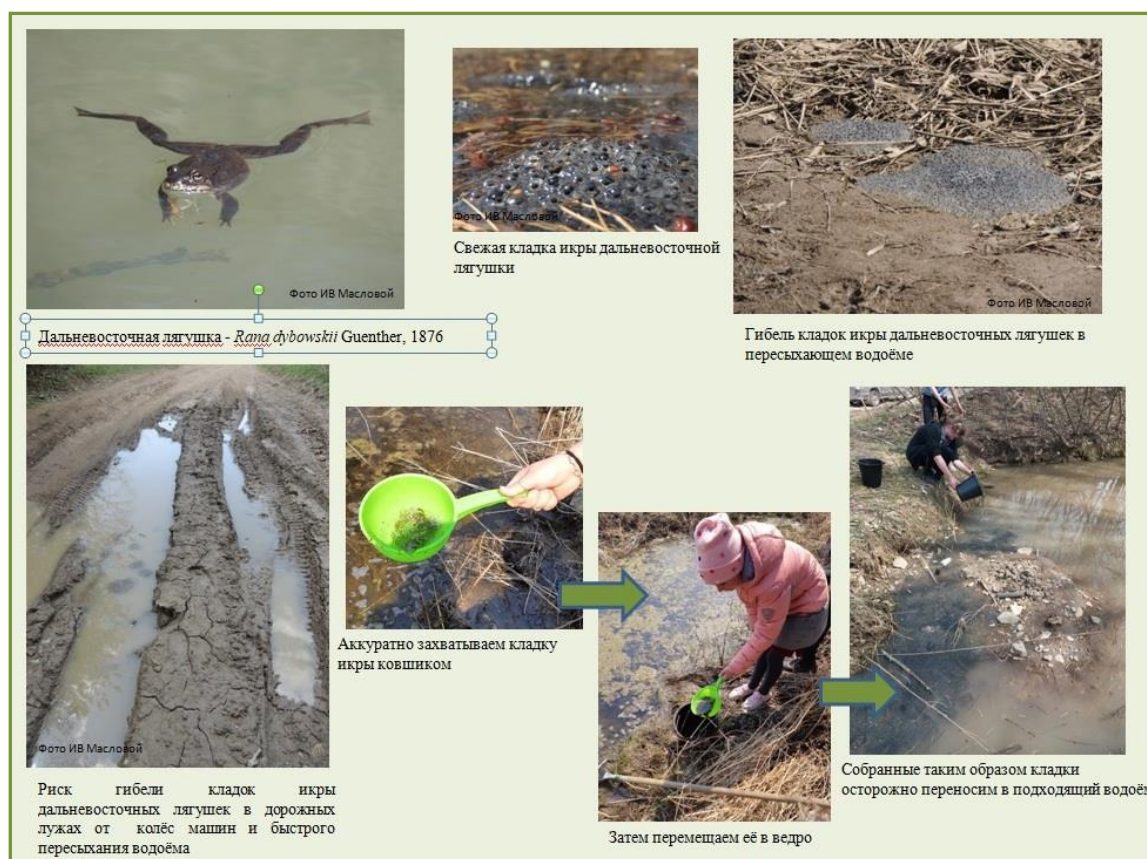 Фото ИВ Масловой
Дальневосточная лягушка - Rana dybowskii Guenther, 1876
Фото ИВ Масловой
Свежая кладка икры дальневосточной
лягушки
Фото ИВ Масловой
Гибель кладок икры дальневосточных лягушек в
пересыхающем водоёме
Фото ИВ Масловой
Риск гибели кладок икры
дальневосточных лягушек в дорожных
лужах от колёс машин и быстрого
пересыхания водоёма
Аккуратно захватываем кладку
икры ковшиком
Затем перемещаем её в ведро
Собранные таким образом кладки
осторожно переносим в подходящий водоём